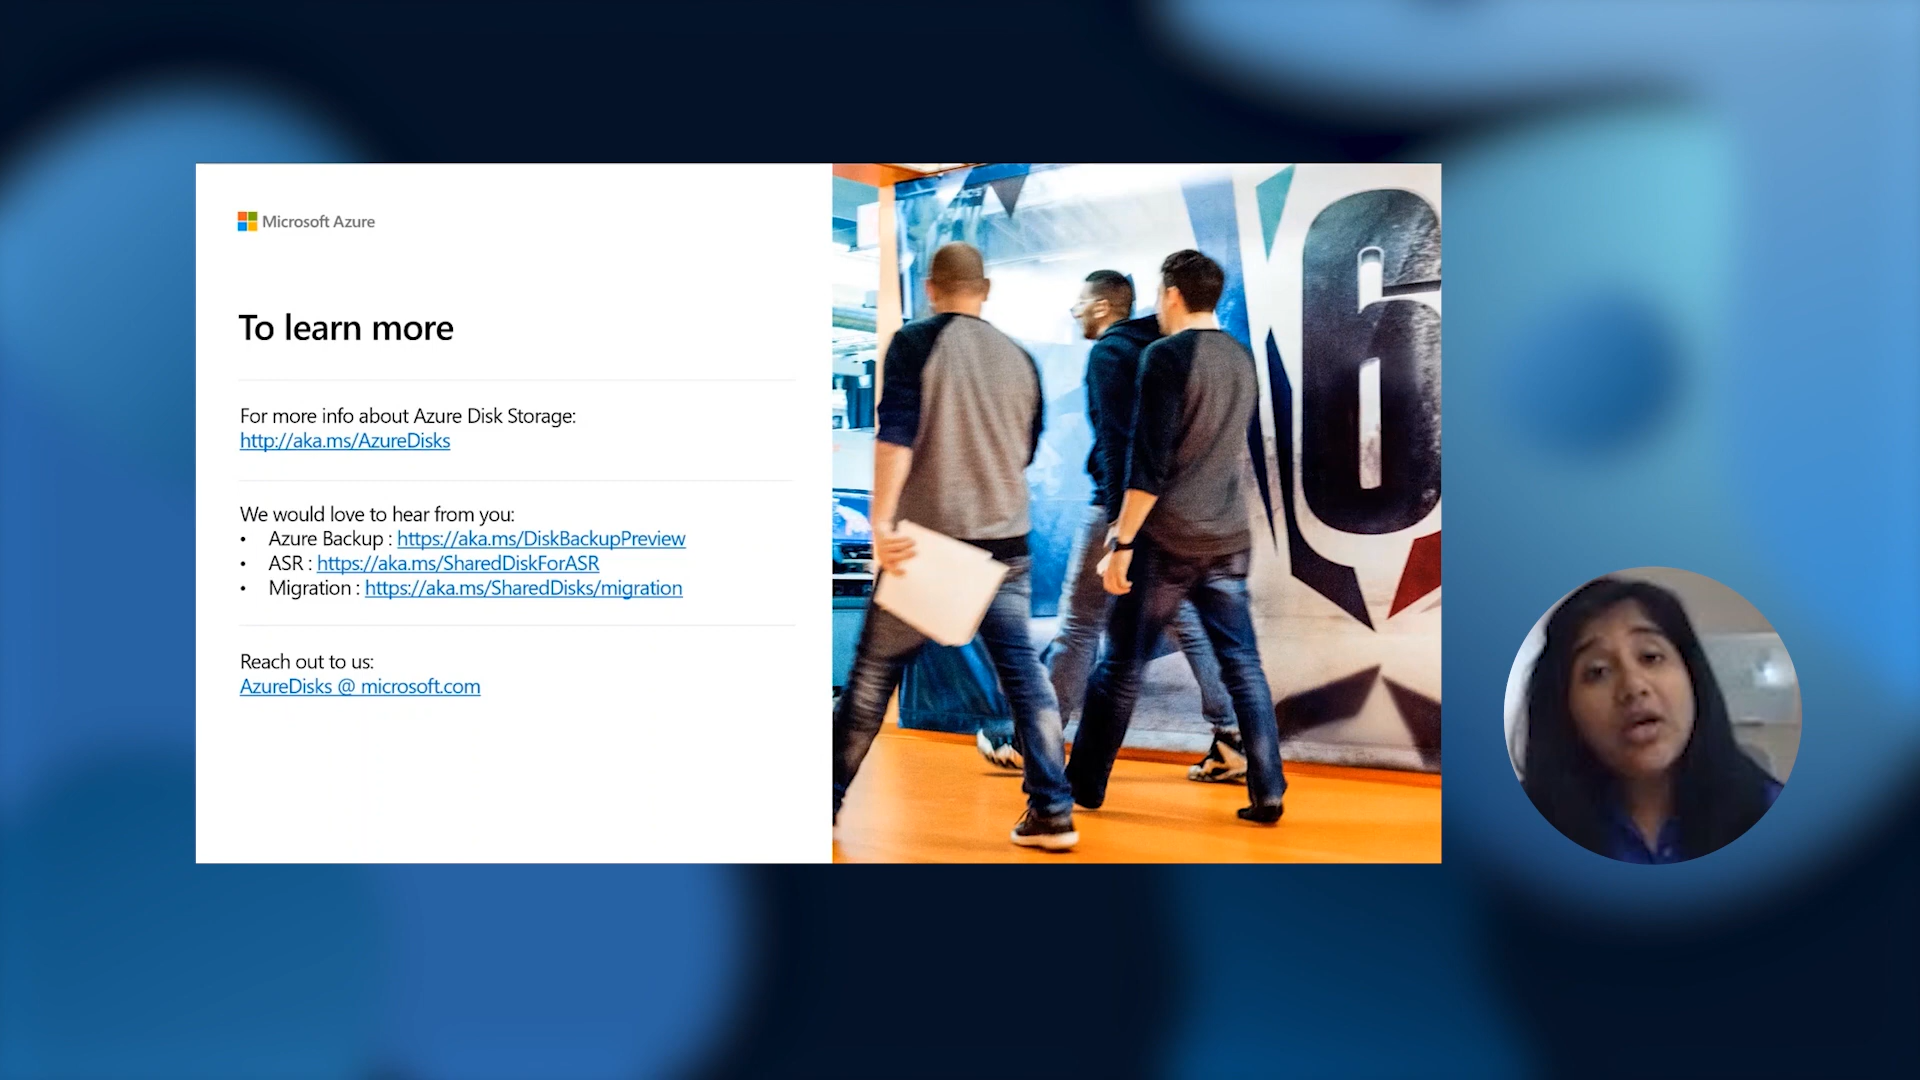 Microsoft Azure
To learn more
For more info about Azure Disk Storage:
http://aka.ms/AzureDisks
We would love to hear from you:
• Azure Backup : https://aka.ms/DiskBackupPreview
• ASR : https://aka.ms/SharedDiskForASR
• Migration : https://aka.ms/SharedDisks/migration
Reach out to us:
AzureDisks @ microsoft.com
6